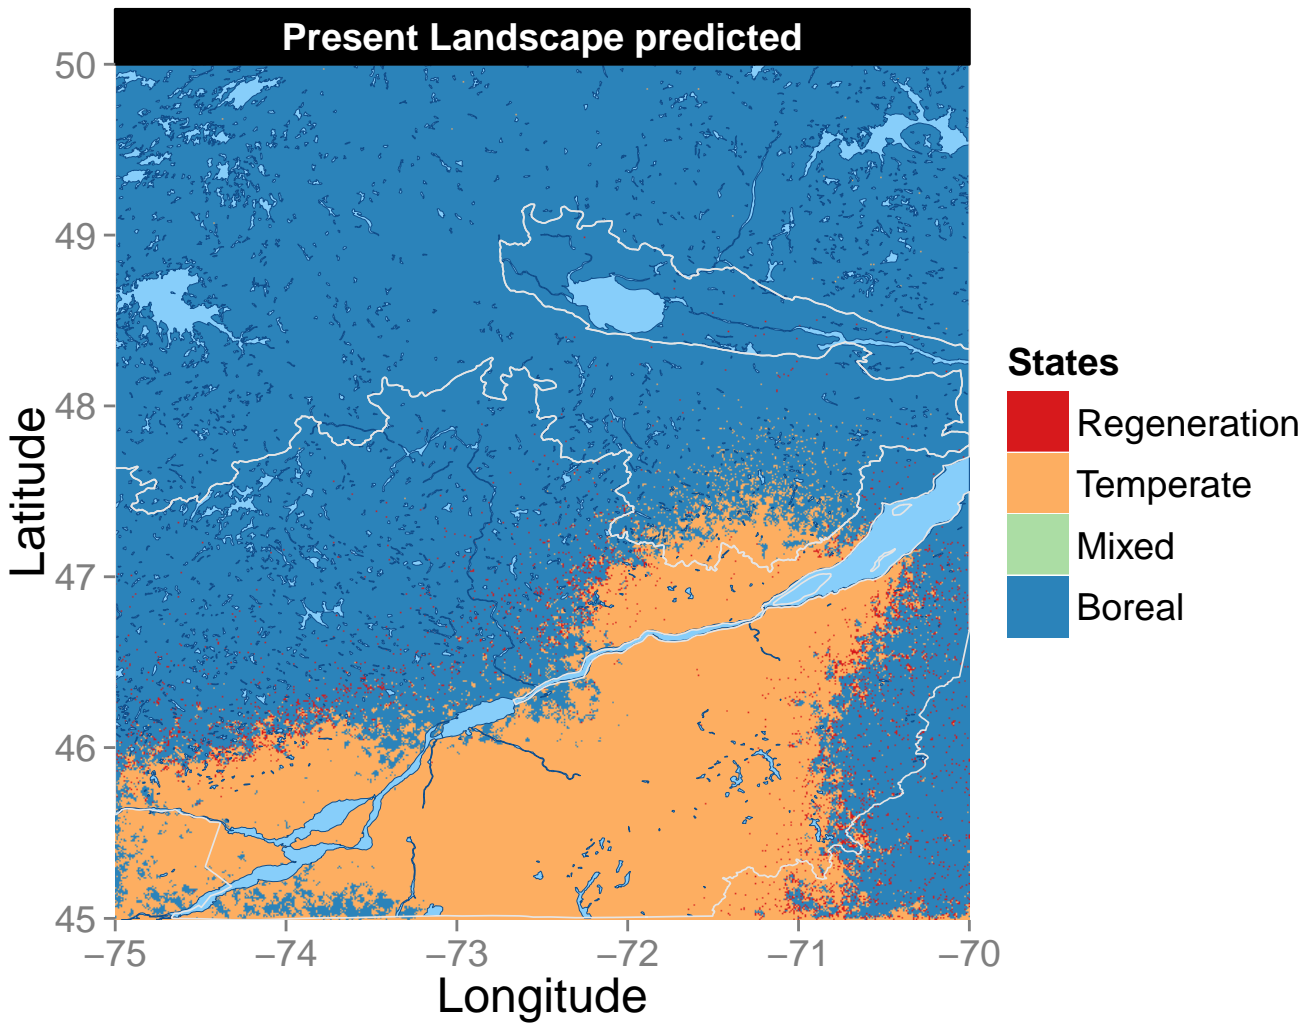 Present Landscape predicted
50
49
48
47
46
45
Latitude
−75
−74
−73
−72
−71
−70
Longitude
States
Regeneration
Temperate
Mixed
Boreal